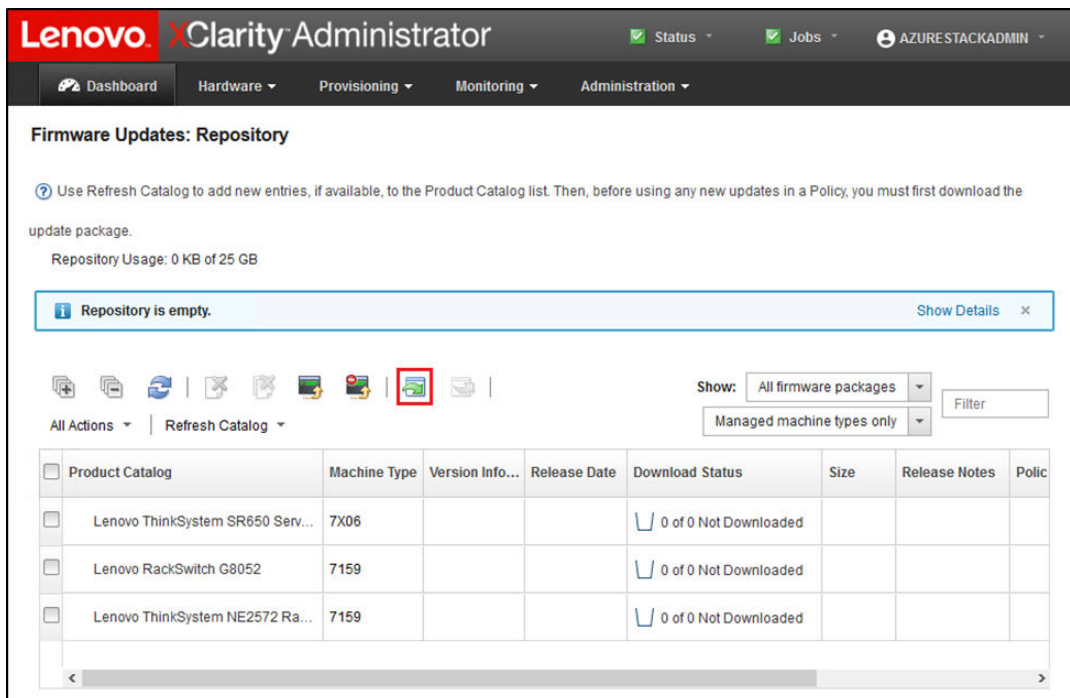 Lenovo. XClarity Administrator Status Jobs AZURESTACKADMIN
Dashboard Hardware Provisioning Monitoring Administration
Firmware Updates: Repository
? Use Refresh Catalog to add new entries, if available, to the Product Catalog list. Then, before using any new updates in a Policy, you must first download the
update package.
Repository Usage: 0 KB of 25 GB
i Repository is empty. Show Details ×
Show: All firmware packages
Filter
Managed machine types only
All Actions Refresh Catalog
Product Catalog Machine Type Version Info... Release Date Download Status Size Release Notes Polic
Lenovo ThinkSystem SR650 Serv... 7X06 0 of 0 Not Downloaded
Lenovo RackSwitch G8052 7159 0 of 0 Not Downloaded
Lenovo ThinkSystem NE2572 Ra... 7159 0 of 0 Not Downloaded